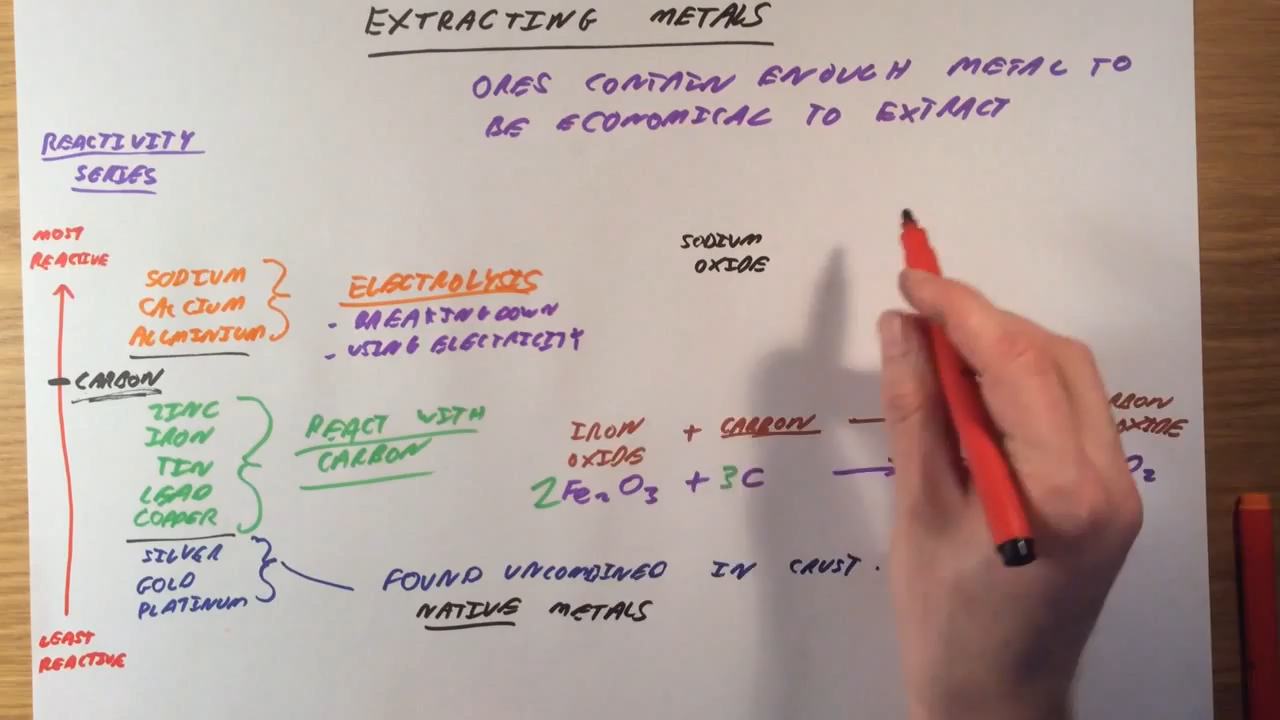 EXTRACTING METALS
ORES CONTAIN ENOUGH METAL TO
BE ECONOMICAL TO EXTRACT
REACTIVITY
SERIES
MOST
REACTIVE
SODIUM
CALCIUM
ALUMINIUM
ELECTROLYSIS
- BREAKING DOWN
- USING ELECTRICITY
SODIUM
OXIDE
CARBON
ZINC
IRON
TIN
LEAD
COPPER
REACT WITH
CARBON
IRON + CARBON
OXIDE
OXIDE
2Fe₂O₃ + 3C →
O₂
SILVER
GOLD
PLATINUM
FOUND UNCOMBINED IN CRUST.
NATIVE METALS
LEAST
REACTIVE